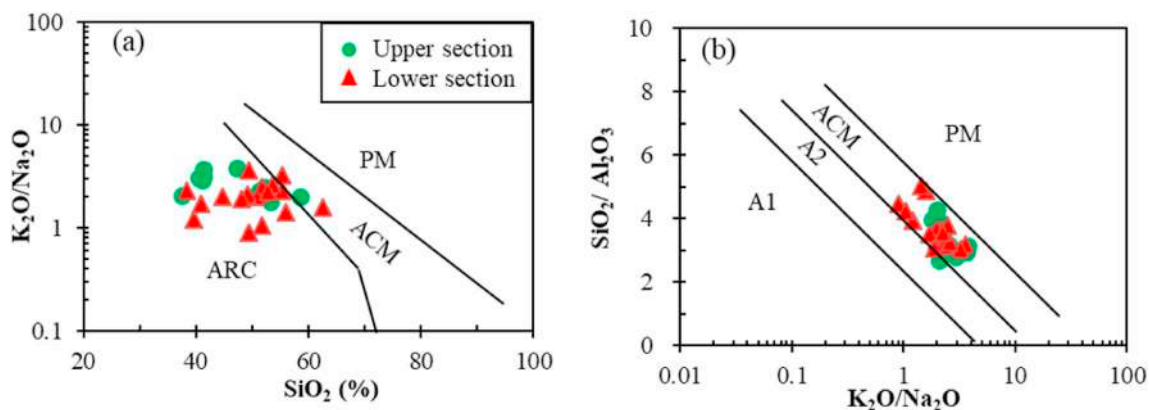 (a)
Upper section
Lower section
100
10
1
0.1
K₂O/Na₂O
PM
ACM
ARC
20
40
60
80
100
SiO₂ (%)
(b)
10
8
6
4
2
0
SiO₂/ Al₂O₃
ACM
PM
A2
A1
0.01
0.1
1
10
100
K₂O/Na₂O